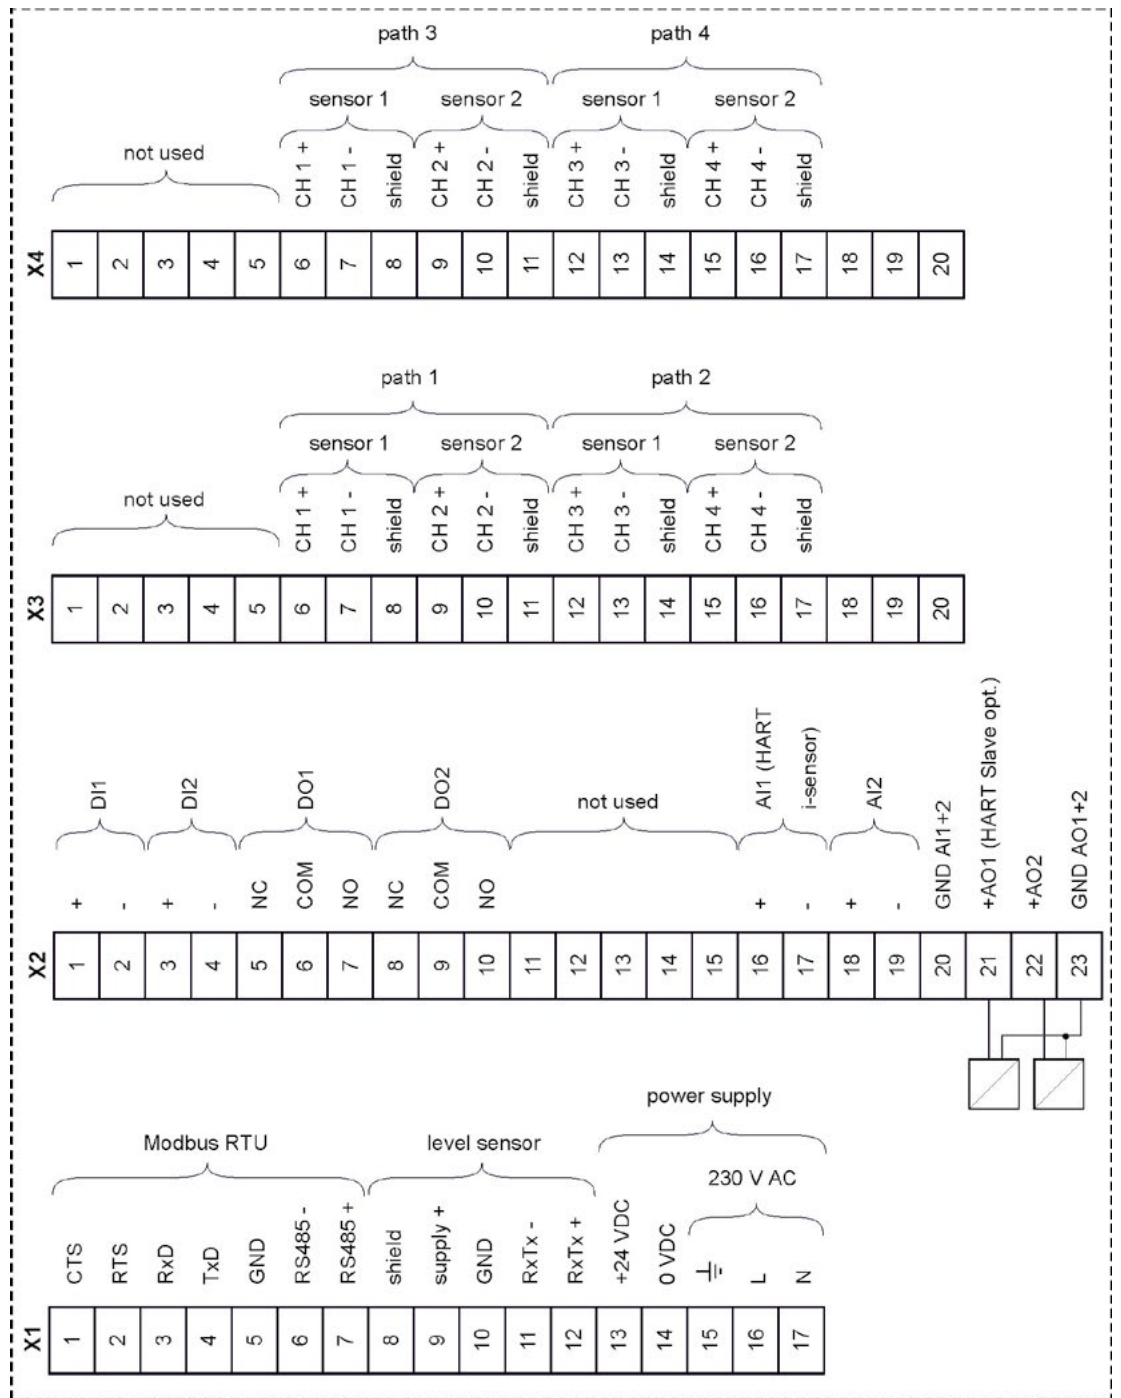 path 3 path 4
sensor 1 sensor 2 sensor 1 sensor 2
not used
CH 1 + CH 1 - shield CH 2 + CH 2 - shield CH 3 + CH 3 - shield CH 4 + CH 4 - shield
X4 1 2 3 4 5 6 7 8 9 10 11 12 13 14 15 16 17 18 19 20
path 1 path 2
sensor 1 sensor 2 sensor 1 sensor 2
not used
CH 1 + CH 1 - shield CH 2 + CH 2 - shield CH 3 + CH 3 - shield CH 4 + CH 4 - shield
X3 1 2 3 4 5 6 7 8 9 10 11 12 13 14 15 16 17 18 19 20
DI1 DI2 DO1 DO2 not used AI1 (HART i-sensor) AI2
+ - + - NC COM NO NC COM NO + - + - GND AI1+2 +AO1 (HART Slave opt.) +AO2 GND AO1+2
X2 1 2 3 4 5 6 7 8 9 10 11 12 13 14 15 16 17 18 19 20 21 22 23
power supply
Modbus RTU level sensor
230 V AC
CTS RTS RxD TxD GND RS485 - RS485 + shield supply + GND RxTx - RxTx + +24 VDC 0 VDC L N
X1 1 2 3 4 5 6 7 8 9 10 11 12 13 14 15 16 17